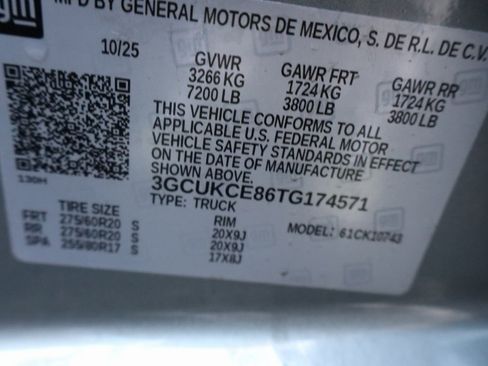 gm
MFD BY GENERAL MOTORS DE MEXICO, S. DE R.L. DE C.V.
10/25 GVWR GAWR FRT GAWR RR
3266 KG 1724 KG 1724 KG
7200 LB 3800 LB 3800 LB
THIS VEHICLE CONFORMS TO ALL
APPLICABLE U.S. FEDERAL MOTOR
VEHICLE SAFETY STANDARDS IN EFFECT
ON THE DATE OF MANUFACTURE
SHOWN ABOVE.
3GCUKCE86TG174571
130H
TYPE: TRUCK
TIRE SIZE RIM MODEL: 61CK10743
FRT 275/60R20 S 20X9J
RR 275/60R20 S 20X9J
SPA 255/80R17 S 17X8J